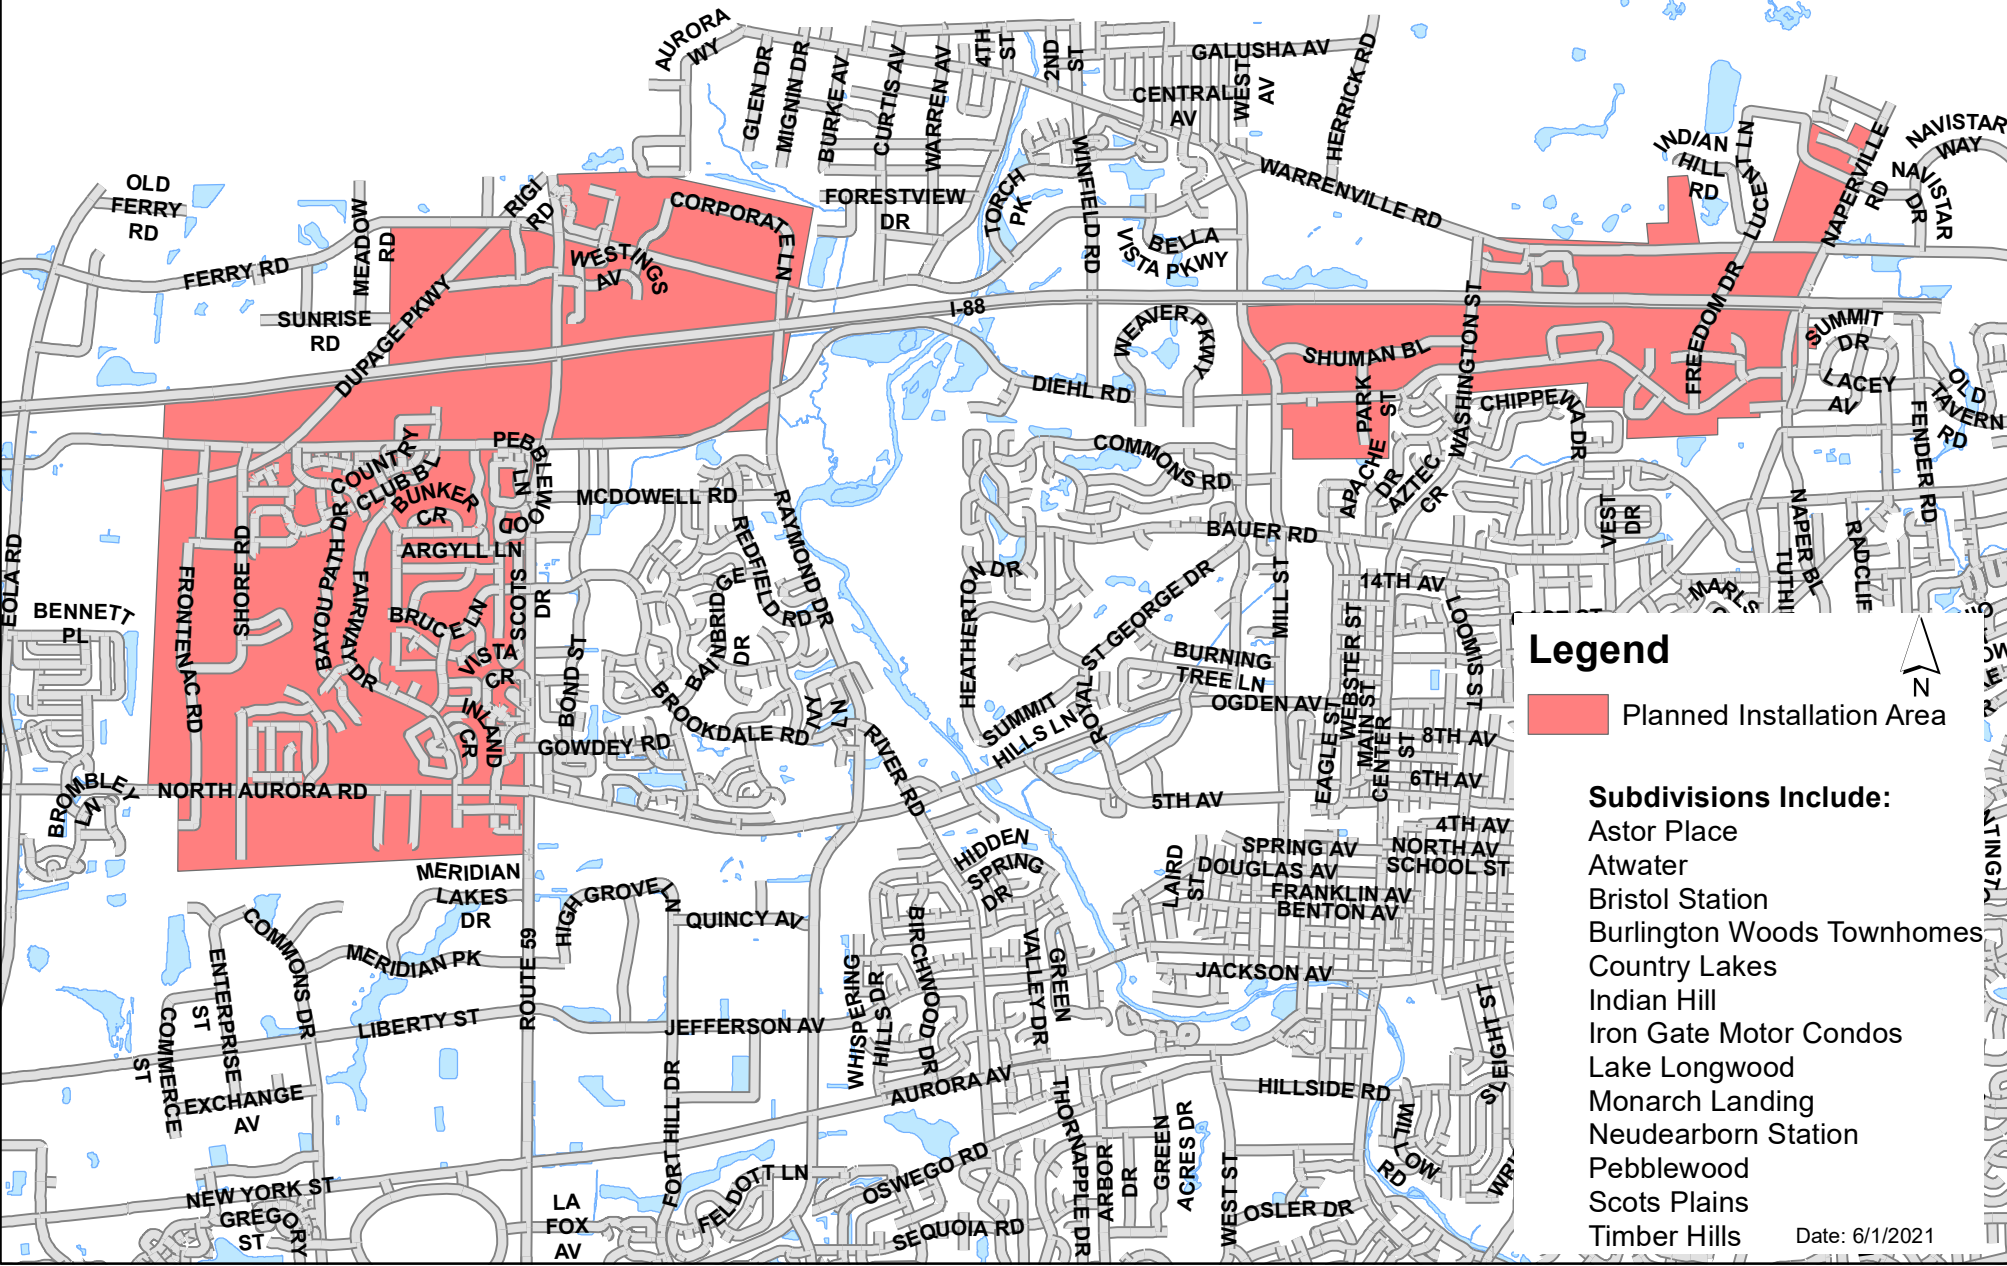 AURORA
WY
GLEN DR
MIGNIN DR
BURKE AV
CURTIS AV
WARREN AV
4TH
ST
2ND
ST
GALUSHA AV
WEST
AV
CENTRAL
AV
HERRICK RD
WARRENVILLE RD
WINFIELD RD
TORCH
PK
BELLA
VISTA PKWY
FORESTVIEW
DR
OLD
FERRY
RD
FERRY RD
MEADOW
RD
SUNRISE
RD
RIGI
RD
CORPORATE LN
WESTINGS
AV
DUPAGE PKWY
I-88
WEAVER PKWY
DIEHL RD
SHUMAN BL
PARK
ST
WASHINGTON ST
CHIPPEWA DR
FREEDOM DR
LUCENT LN
INDIAN
HILL
RD
NAPERVILLE
RD
NAVISTAR
WAY
NAVISTAR
DR
SUMMIT
DR
LACEY
AV
OLD
TAVERN
RD
FENDER RD
COUNTRY
CLUB BL
BUNKER
CR
PEBBLEWOOD
LN
MCDOWELL RD
COMMONS RD
APACHE
DR
AZTEC
CR
BAUER RD
VEST
DR
NAPER BL
RADCLIF
TUTHI
MARLS
EOLA RD
BENNETT
PL
FRONTENAC RD
SHORE RD
BAYOU PATH DR
FAIRWAY DR
ARGYLL LN
BRUCE LN
SCOTS
DR
VISTA
CR
INLAND
CR
BOND ST
BAINBRIDGE
DR
REDFIELD RD
RAYMOND DR
BROOKDALE RD
GOWDEY RD
IVY LN
RIVER RD
HEATHERTON DR
ROYAL ST GEORGE DR
SUMMIT
HILLS LN
BURNING
TREE LN
OGDEN AV
MILL ST
14TH AV
WEBSTER ST
MAIN ST
EAGLE ST
CENTER
ST
LOOMIS ST
8TH AV
6TH AV
5TH AV
4TH AV
BROMBLEY
LN
NORTH AURORA RD
HIDDEN
SPRING
DR
LAIRD
ST
SPRING AV
NORTH AV
DOUGLAS AV
SCHOOL ST
FRANKLIN AV
BENTON AV
MERIDIAN
LAKES
DR
HIGH GROVE LN
QUINCY AV
COMMONS DR
MERIDIAN PK
ENTERPRISE
ST
COMMERCE
ST
LIBERTY ST
ROUTE 59
JEFFERSON AV
WHISPERING
HILLS DR
BIRCHWOOD DR
VALLEY DR
GREEN
JACKSON AV
SLEIGHT ST
EXCHANGE
AV
AURORA AV
HILLSIDE RD
FORT HILL DR
THORNAPPLE DR
ARBOR
DR
GREEN
ACRES DR
WILLOW
RD
WRI
NEW YORK ST
GREGORY
ST
LA
FOX
AV
FELDOTT LN
OSWEGO RD
SEQUOIA RD
WEST ST
OSLER DR
NTINGTO
Legend
N
Planned Installation Area
Subdivisions Include:
Astor Place
Atwater
Bristol Station
Burlington Woods Townhomes
Country Lakes
Indian Hill
Iron Gate Motor Condos
Lake Longwood
Monarch Landing
Neudearborn Station
Pebblewood
Scots Plains
Timber Hills
Date: 6/1/2021